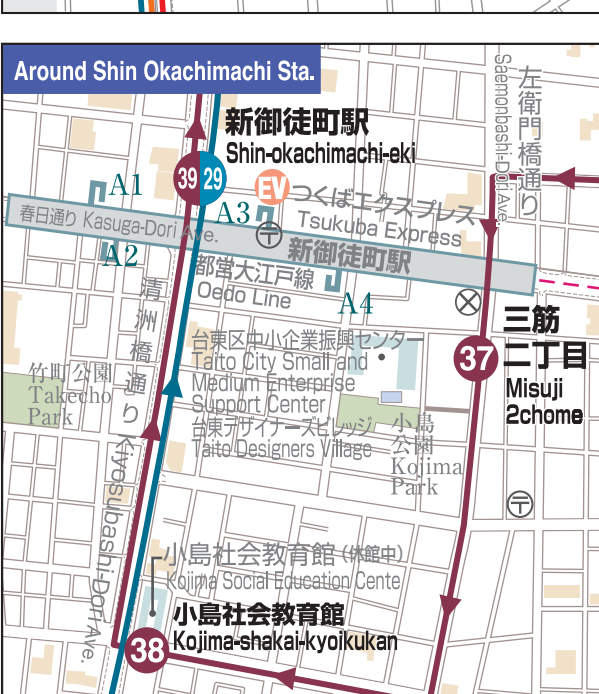 Around Shin Okachimachi Sta.
新御徒町駅
Shin-okachimachi-eki
39
29
EV
A1
A3
つくばエクスプレス
Tsukuba Express
左衛門橋通り
Saemonbashi-Dori Ave.
春日通り Kasuga-Dori Ave.
〒
新御徒町駅
A2
都営大江戸線
Oedo Line
A4
清洲橋通り Kiyosubashi-Dori Ave.
三筋
二丁目
Misuji
2chome
37
台東区中小企業振興センター
Taito City Small and
Medium Enterprise
Support Center
台東デザイナーズビレッジ
Taito Designers Village
竹町公園
Takecho
Park
小島
公園
Kojima
Park
〒
小島社会教育館 (休館中)
Kojima Social Education Cente
小島社会教育館
Kojima-shakai-kyoikukan
38